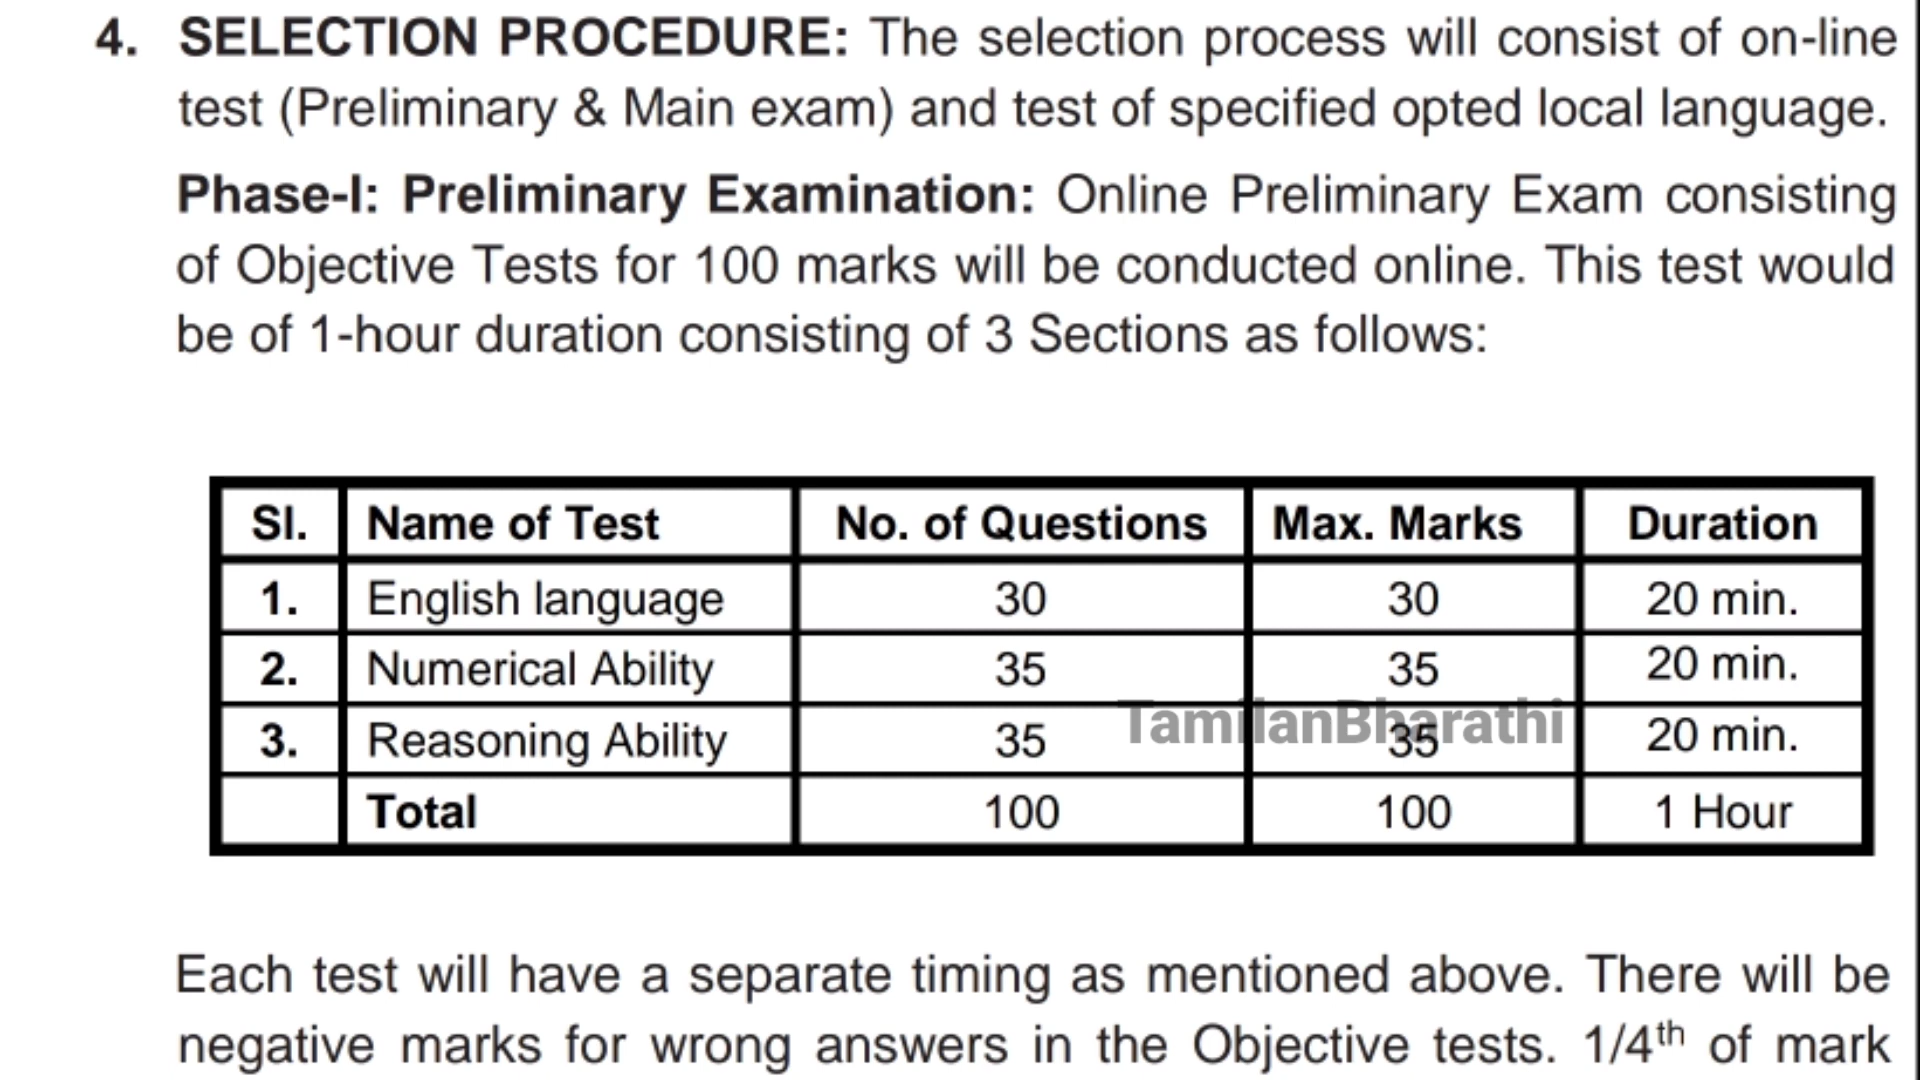 4. SELECTION PROCEDURE: The selection process will consist of on-line
test (Preliminary & Main exam) and test of specified opted local language.
Phase-I: Preliminary Examination: Online Preliminary Exam consisting
of Objective Tests for 100 marks will be conducted online. This test would
be of 1-hour duration consisting of 3 Sections as follows:
Sl. Name of Test No. of Questions Max. Marks Duration
1. English language 30 30 20 min.
2. Numerical Ability 35 35 20 min.
TamilanBharathi
3. Reasoning Ability 35 35 20 min.
Total 100 100 1 Hour
Each test will have a separate timing as mentioned above. There will be
negative marks for wrong answers in the Objective tests. 1/4th of mark